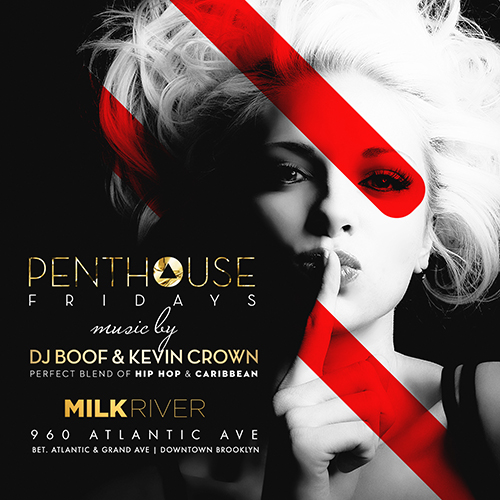 PENTHOUSE
FRIDAYS
music by
DJ BOOF & KEVIN CROWN
PERFECT BLEND OF HIP HOP & CARIBBEAN
MILKRIVER
960 ATLANTIC AVE
BET. ATLANTIC & GRAND AVE | DOWNTOWN BROOKLYN